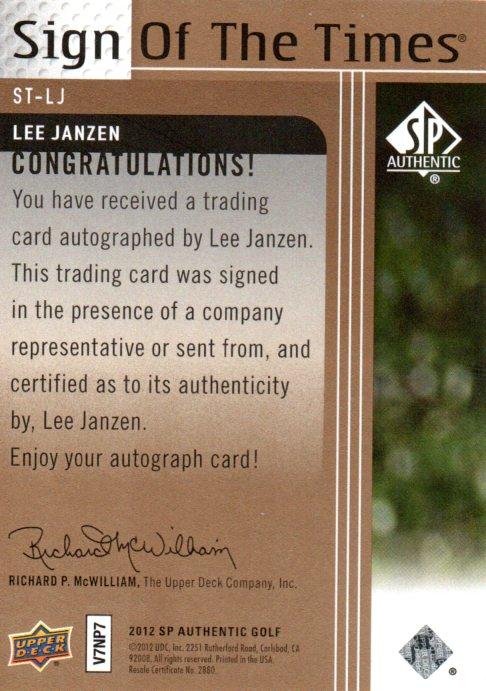 Sign Of The Times®
ST-LJ
LEE JANZEN
CONGRATULATIONS!
You have received a trading
card autographed by Lee Janzen.
This trading card was signed
in the presence of a company
representative or sent from, and
certified as to its authenticity
by, Lee Janzen.
Enjoy your autograph card!
SP
AUTHENTIC
®
Richard McWilliam
RICHARD P. McWILLIAM, The Upper Deck Company, Inc.
UPPER
DECK
®
V7NP7
2012 SP AUTHENTIC GOLF
©2012 UDC, Inc. 2251 Rutherford Road, Carlsbad, CA
92008. All rights reserved. Printed in the USA.
Resale Certificate No. 2880.
®